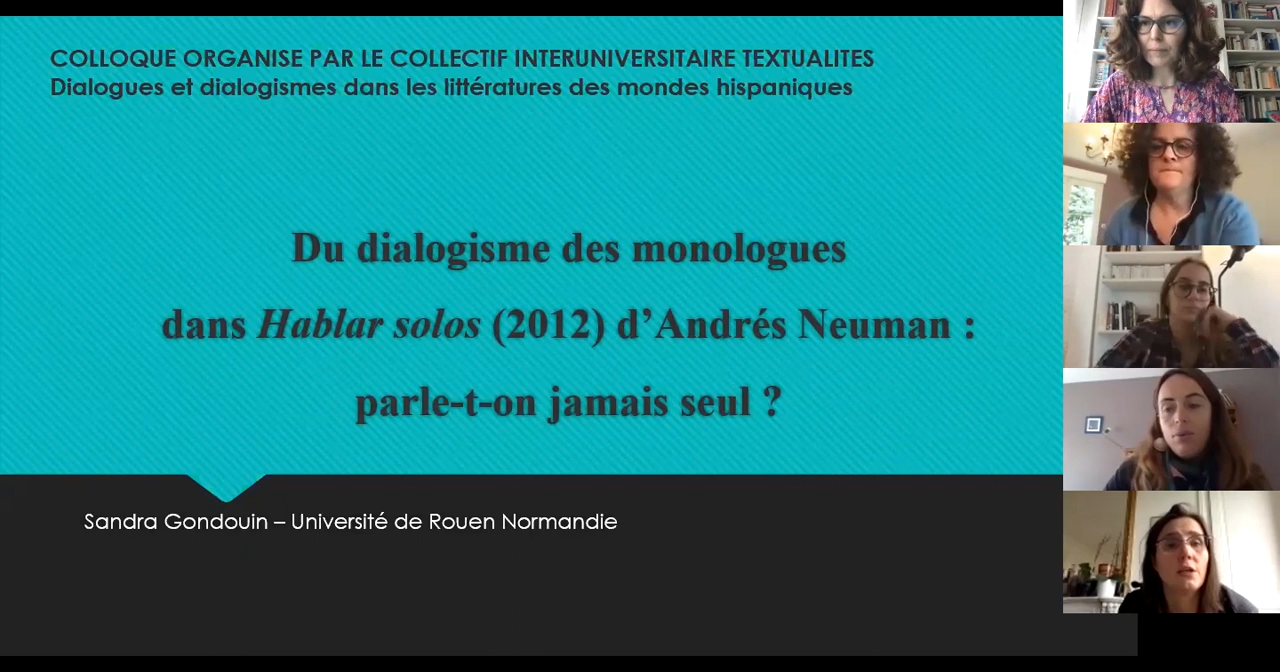 COLLOQUE ORGANISE PAR LE COLLECTIF INTERUNIVERSITAIRE TEXTUALITES
Dialogues et dialogismes dans les littératures des mondes hispaniques
Du dialogisme des monologues
dans Hablar solos (2012) d’Andrés Neuman :
parle-t-on jamais seul ?
Sandra Gondouin – Université de Rouen Normandie